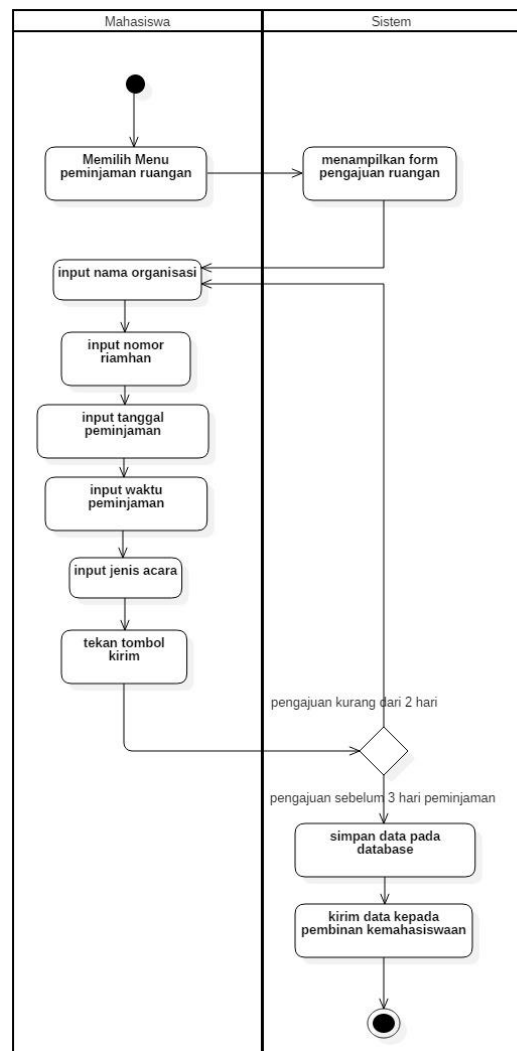 Mahasiswa
Sistem
Memilih Menu
peminjaman ruangan
menampilkan form
pengajuan ruangan
input nama organisasi
input nomor
riamhan
input tanggal
peminjaman
input waktu
peminjaman
input jenis acara
tekan tombol
kirim
pengajuan kurang dari 2 hari
pengajuan sebelum 3 hari peminjaman
simpan data pada
database
kirim data kepada
pembinan kemahasiswaan